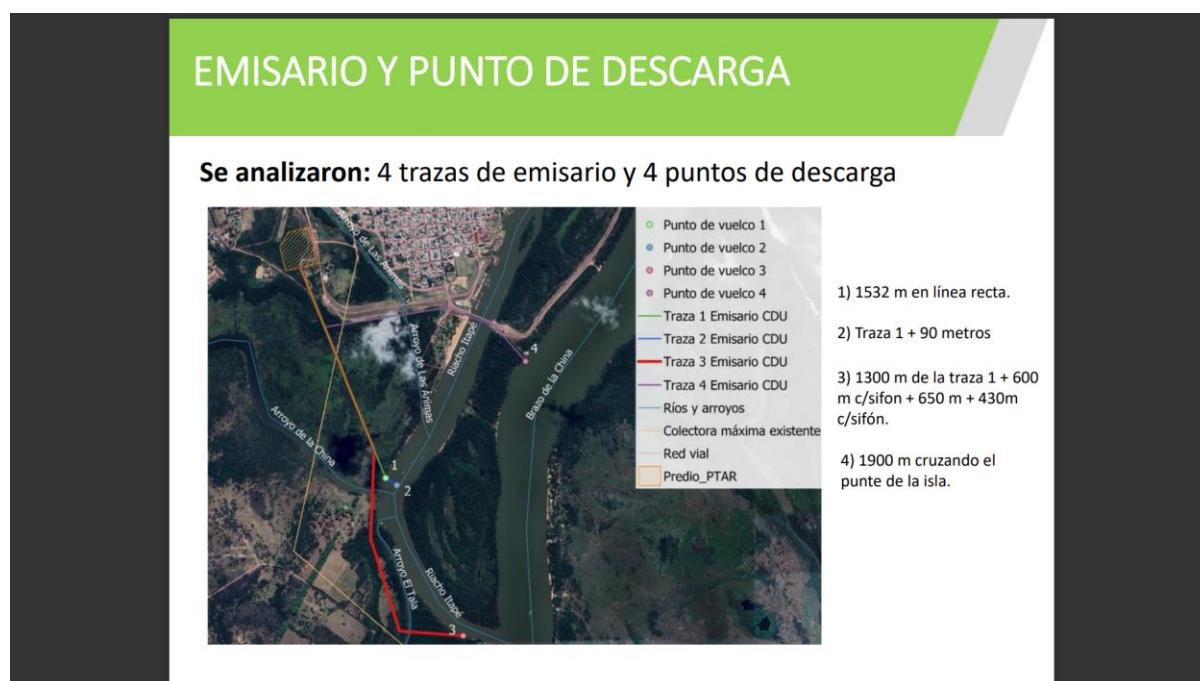 EMISARIO Y PUNTO DE DESCARGA
Se analizaron: 4 trazas de emisario y 4 puntos de descarga
Arroyo de Las Ánimas
Arroyo de Las Ánimas
Riacho Itapé
Brazo de la China
Arroyo de la China
Arroyo El Tala
Riacho Itapé
1
2
3
4
Punto de vuelco 1
Punto de vuelco 2
Punto de vuelco 3
Punto de vuelco 4
Traza 1 Emisario CDU
Traza 2 Emisario CDU
Traza 3 Emisario CDU
Traza 4 Emisario CDU
Ríos y arroyos
Colectora máxima existente
Red vial
Predio_PTAR
1) 1532 m en línea recta.
2) Traza 1 + 90 metros
3) 1300 m de la traza 1 + 600
m c/sifon + 650 m + 430m
c/sifón.
4) 1900 m cruzando el
punte de la isla.